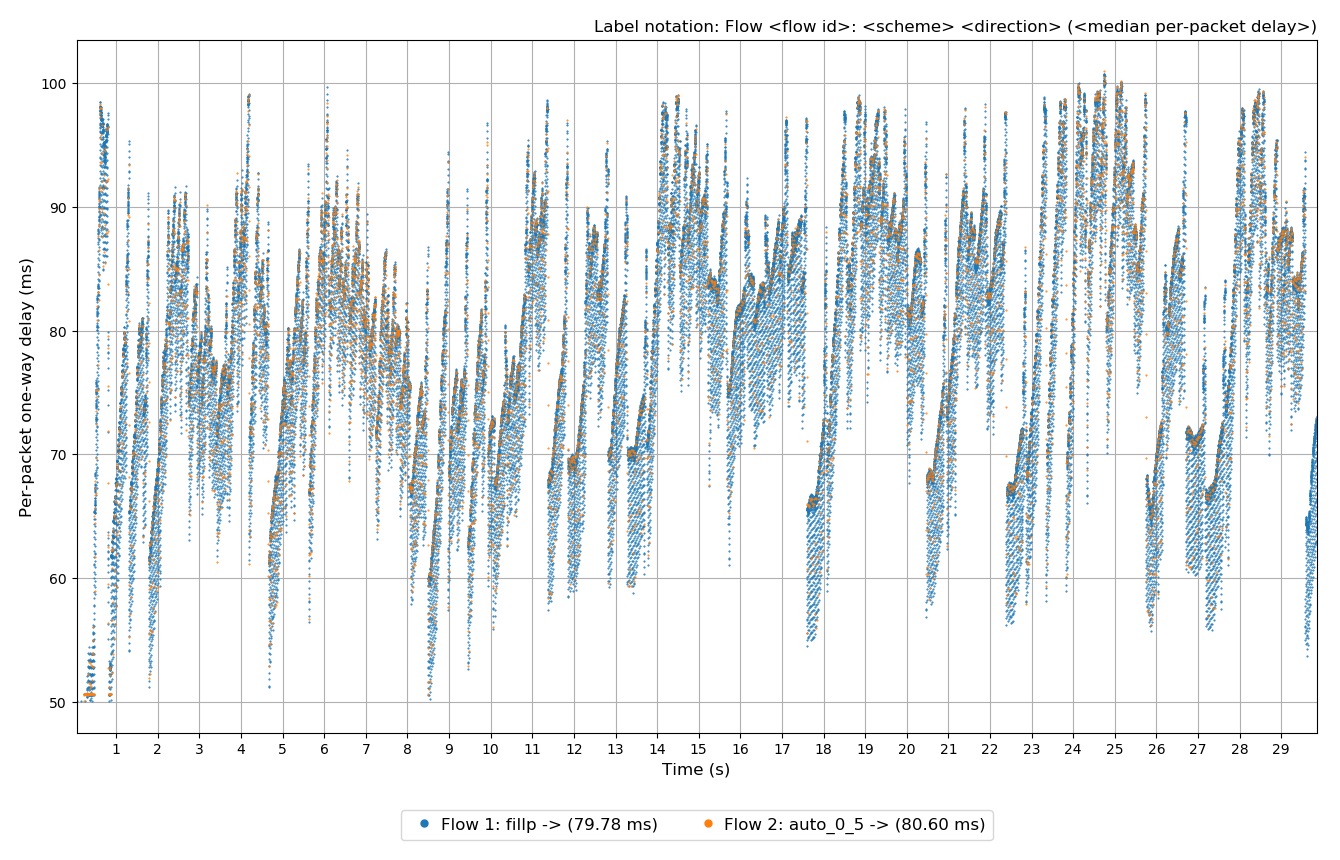 Label notation: Flow <flow id>: <scheme> <direction> (<median per-packet delay>)
Per-packet one-way delay (ms)
100
90
80
70
60
50
1 2 3 4 5 6 7 8 9 10 11 12 13 14 15 16 17 18 19 20 21 22 23 24 25 26 27 28 29
Time (s)
Flow 1: fillp -> (79.78 ms) Flow 2: auto_0_5 -> (80.60 ms)